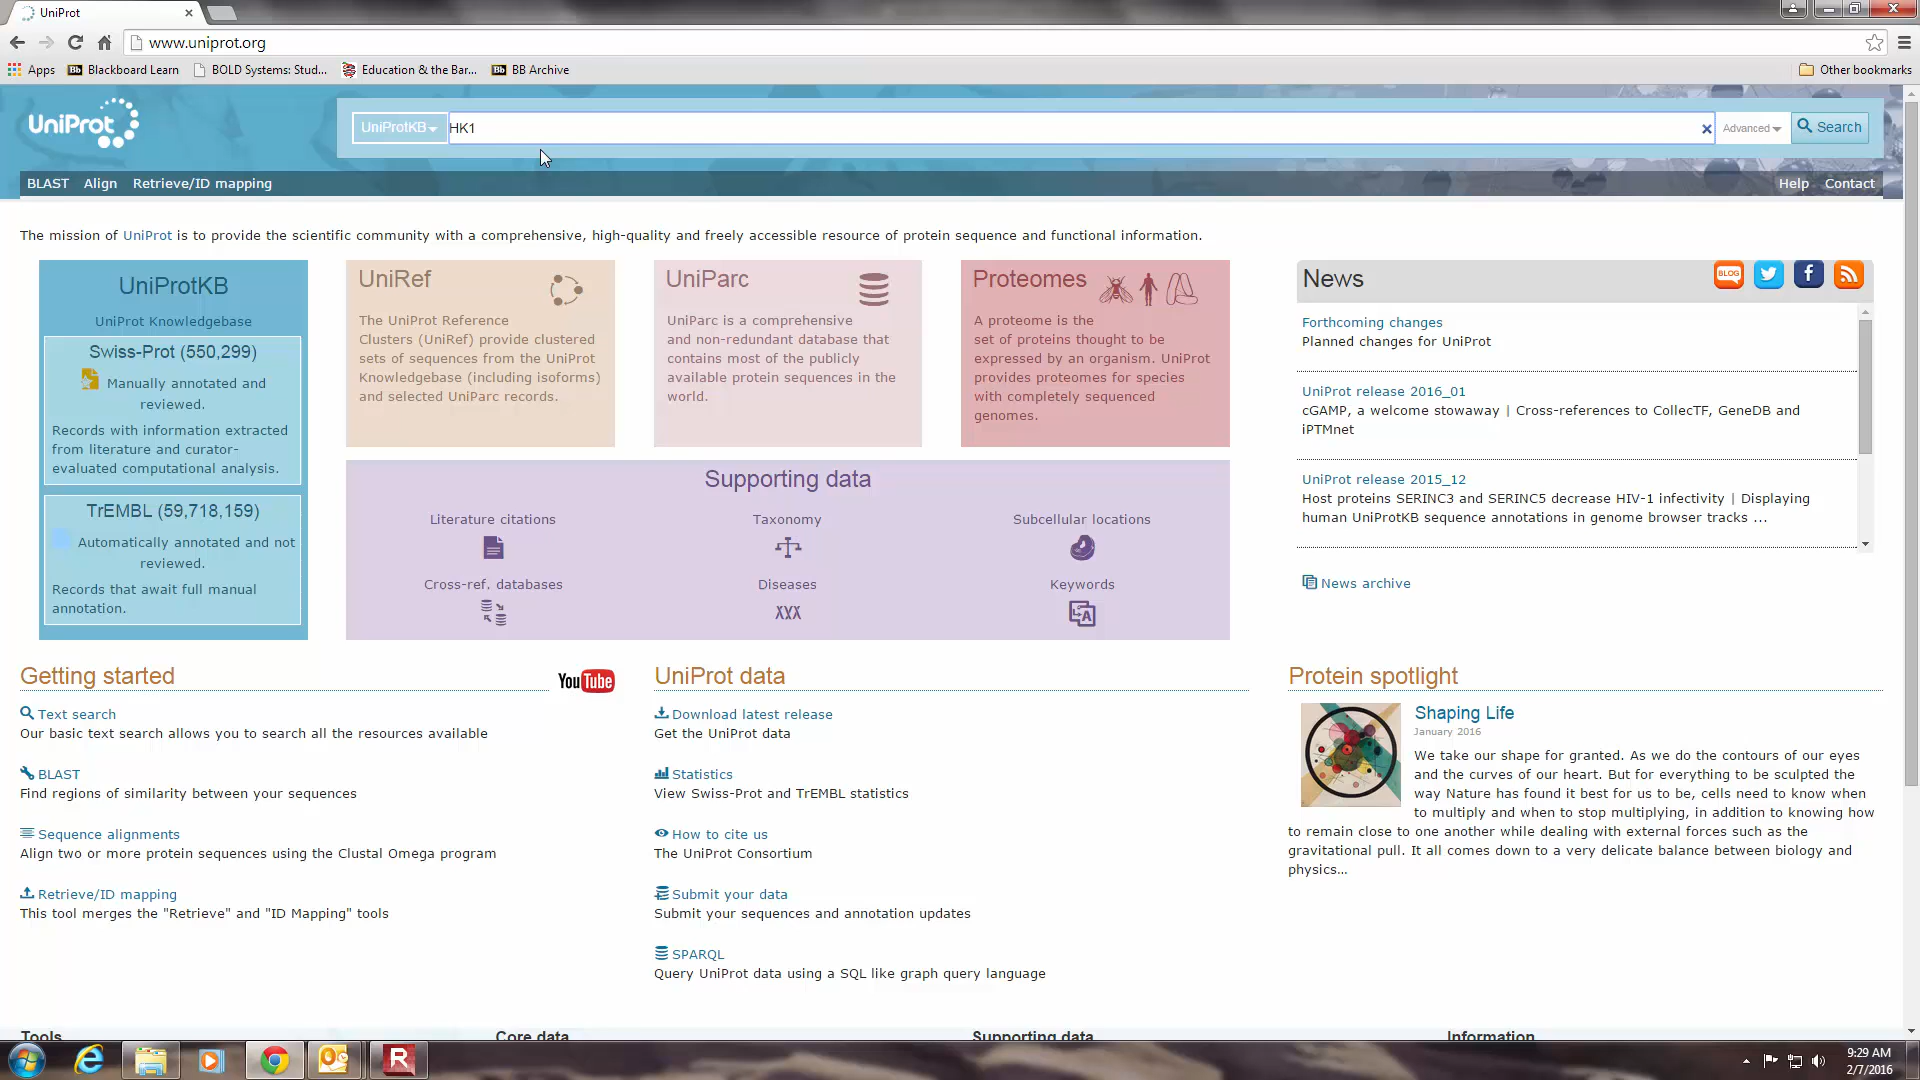 UniProt
www.uniprot.org
Apps
Blackboard Learn
BOLD Systems: Stud...
Education & the Bar...
BB Archive
Other bookmarks
UniProt
UniProtKB
HK1
Advanced
Search
BLAST
Align
Retrieve/ID mapping
Help
Contact
The mission of UniProt is to provide the scientific community with a comprehensive, high-quality and freely accessible resource of protein sequence and functional information.
UniProtKB
UniProt Knowledgebase
Swiss-Prot (550,299)
Manually annotated and
reviewed.
Records with information extracted
from literature and curator-
evaluated computational analysis.
TrEMBL (59,718,159)
Automatically annotated and not
reviewed.
Records that await full manual
annotation.
UniRef
The UniProt Reference
Clusters (UniRef) provide clustered
sets of sequences from the UniProt
Knowledgebase (including isoforms)
and selected UniParc records.
UniParc
UniParc is a comprehensive
and non-redundant database that
contains most of the publicly
available protein sequences in the
world.
Proteomes
A proteome is the
set of proteins thought to be
expressed by an organism. UniProt
provides proteomes for species
with completely sequenced
genomes.
Supporting data
Literature citations
Taxonomy
Subcellular locations
Cross-ref. databases
Diseases
Keywords
News
BLOG
Forthcoming changes
Planned changes for UniProt
UniProt release 2016_01
cGAMP, a welcome stowaway | Cross-references to CollecTF, GeneDB and
iPTMnet
UniProt release 2015_12
Host proteins SERINC3 and SERINC5 decrease HIV-1 infectivity | Displaying
human UniProtKB sequence annotations in genome browser tracks ...
News archive
Getting started
YouTube
Text search
Our basic text search allows you to search all the resources available
BLAST
Find regions of similarity between your sequences
Sequence alignments
Align two or more protein sequences using the Clustal Omega program
Retrieve/ID mapping
This tool merges the "Retrieve" and "ID Mapping" tools
UniProt data
Download latest release
Get the UniProt data
Statistics
View Swiss-Prot and TrEMBL statistics
How to cite us
The UniProt Consortium
Submit your data
Submit your sequences and annotation updates
SPARQL
Query UniProt data using a SQL like graph query language
Protein spotlight
Shaping Life
January 2016
We take our shape for granted. As we do the contours of our eyes
and the curves of our heart. But for everything to be sculpted the
way Nature has found it best for us to be, cells need to know when
to multiply and when to stop multiplying, in addition to knowing how
to remain close to one another while dealing with external forces such as the
gravitational pull. It all comes down to a very delicate balance between biology and
physics...
Tools
Core data
Supporting data
Information
9:29 AM
2/7/2016